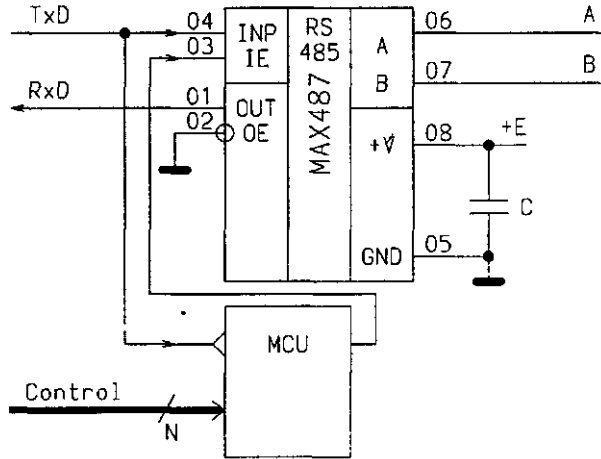 TxD 04 INP RS 485 06 A
03 IE A
07 B
B
RxD 01 OUT MAX487
02 OE +V 08 +E
C
GND 05
MCU
Control
N